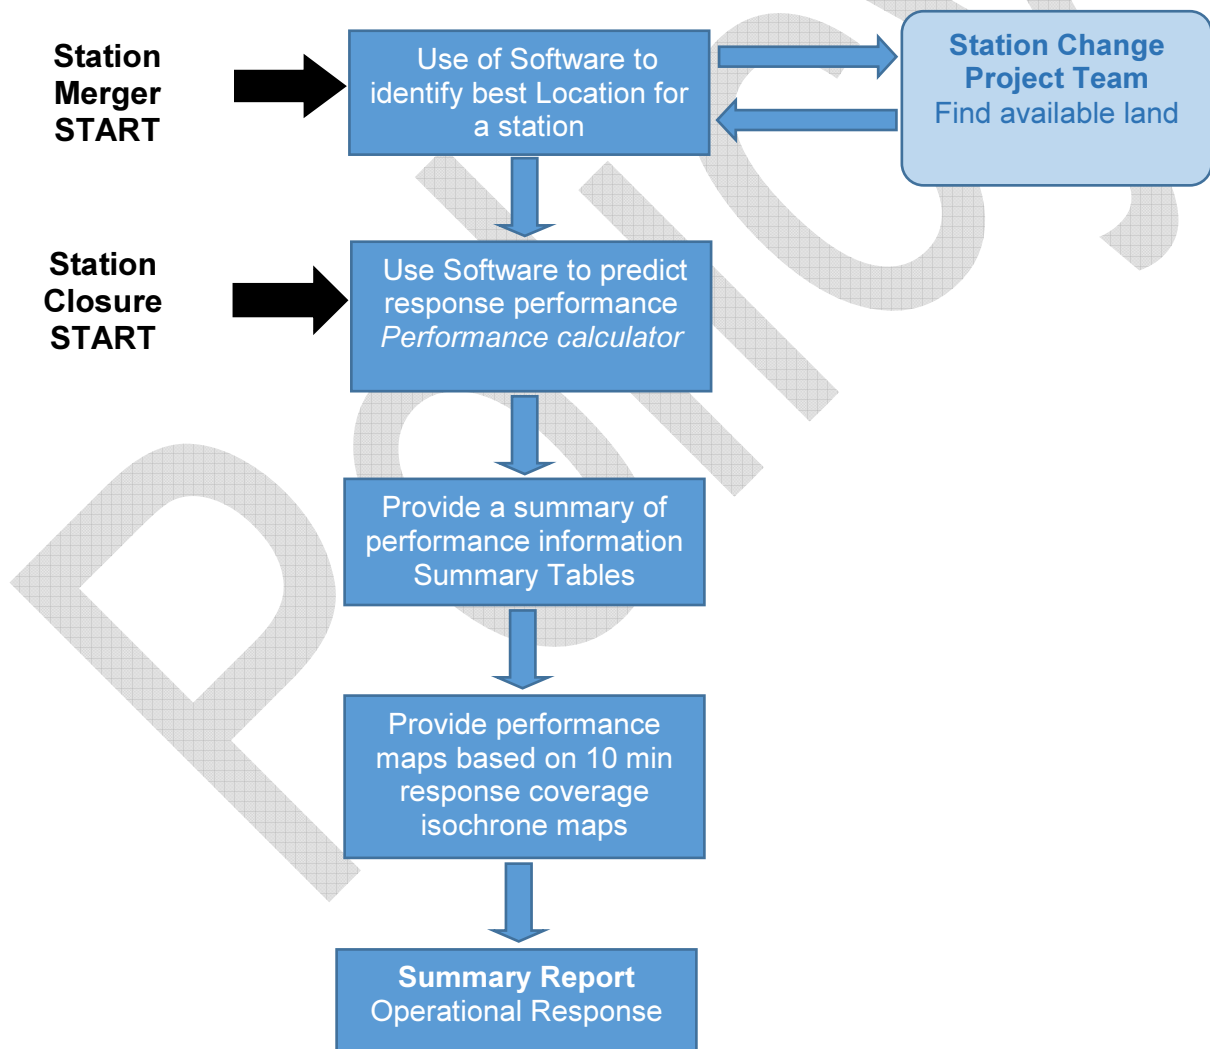 Station
Merger
START
Use of Software to
identify best Location for
a station
Station Change
Project Team
Find available land
Station
Closure
START
Use Software to predict
response performance
Performance calculator
Provide a summary of
performance information
Summary Tables
Provide performance
maps based on 10 min
response coverage
isochrone maps
Summary Report
Operational Response
Policy